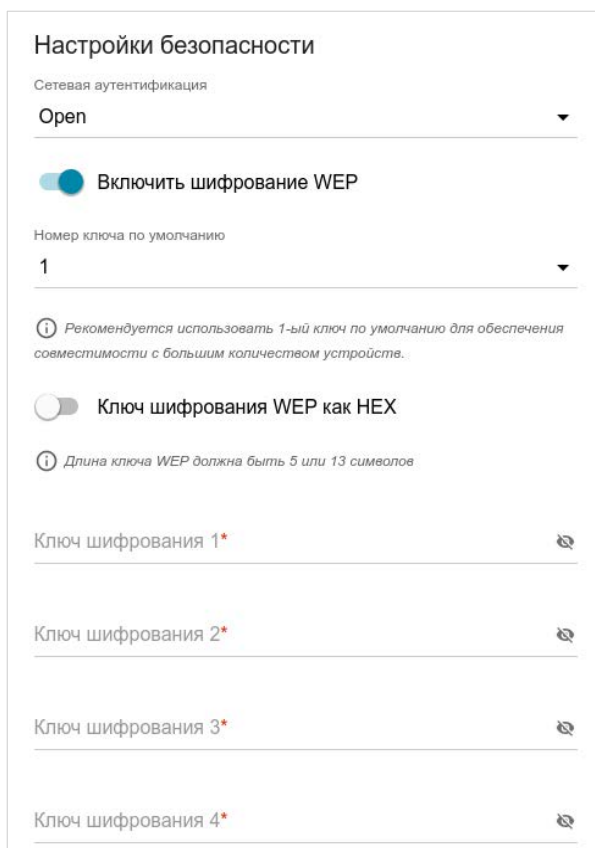 Настройки безопасности
Сетевая аутентификация
Open
Включить шифрование WEP
Номер ключа по умолчанию
1
Рекомендуется использовать 1-ый ключ по умолчанию для обеспечения
совместимости с большим количеством устройств.
Ключ шифрования WEP как HEX
Длина ключа WEP должна быть 5 или 13 символов
Ключ шифрования 1*
Ключ шифрования 2*
Ключ шифрования 3*
Ключ шифрования 4*